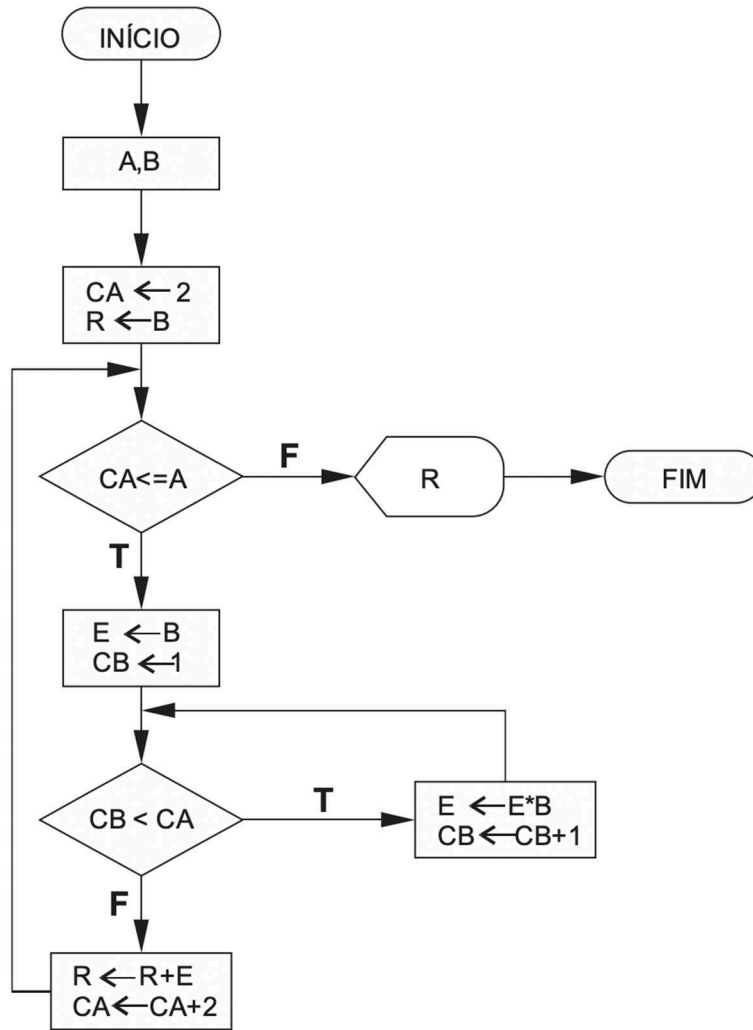 INÍCIO
A,B
CA ← 2
R ← B
CA<=A
F
R
FIM
T
E ← B
CB ← 1
CB < CA
T
E ← E*B
CB ← CB+1
F
R ← R+E
CA ← CA+2